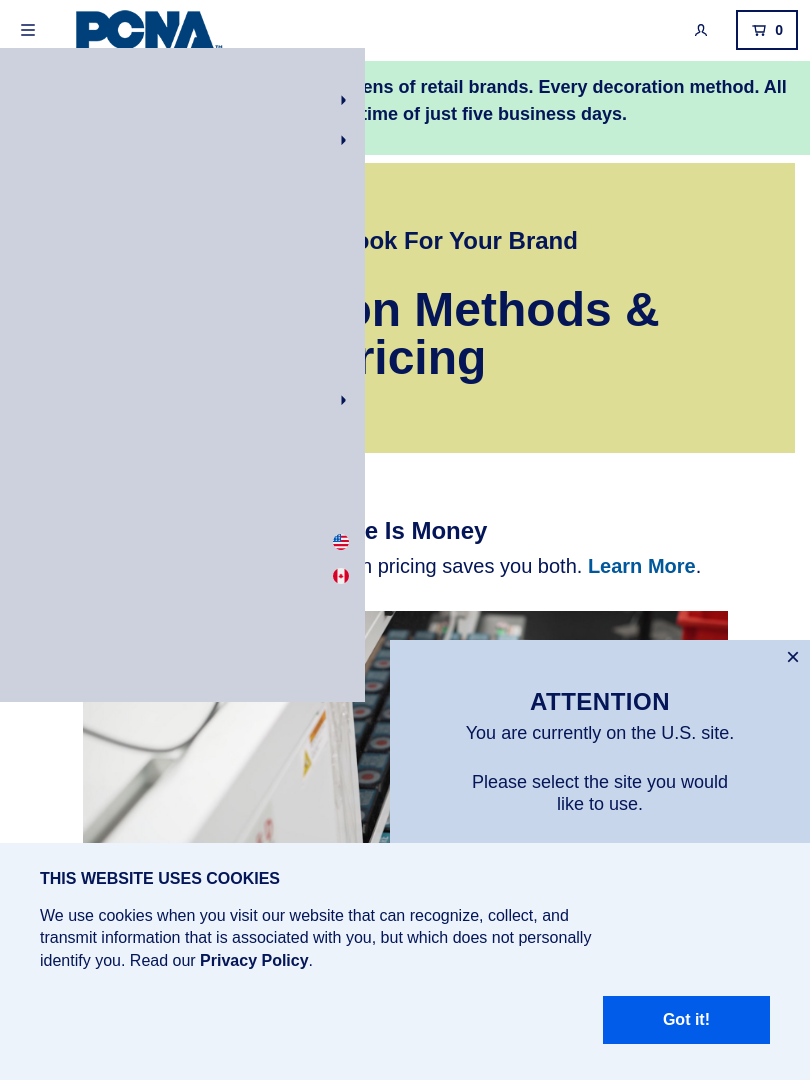 PCNA™
0
ens of retail brands. Every decoration method. All
time of just five business days.
ook For Your Brand
on Methods &
ricing
e Is Money
n pricing saves you both. Learn More.
ATTENTION
You are currently on the U.S. site.
Please select the site you would
like to use.
THIS WEBSITE USES COOKIES
We use cookies when you visit our website that can recognize, collect, and
transmit information that is associated with you, but which does not personally
identify you. Read our Privacy Policy.
Got it!